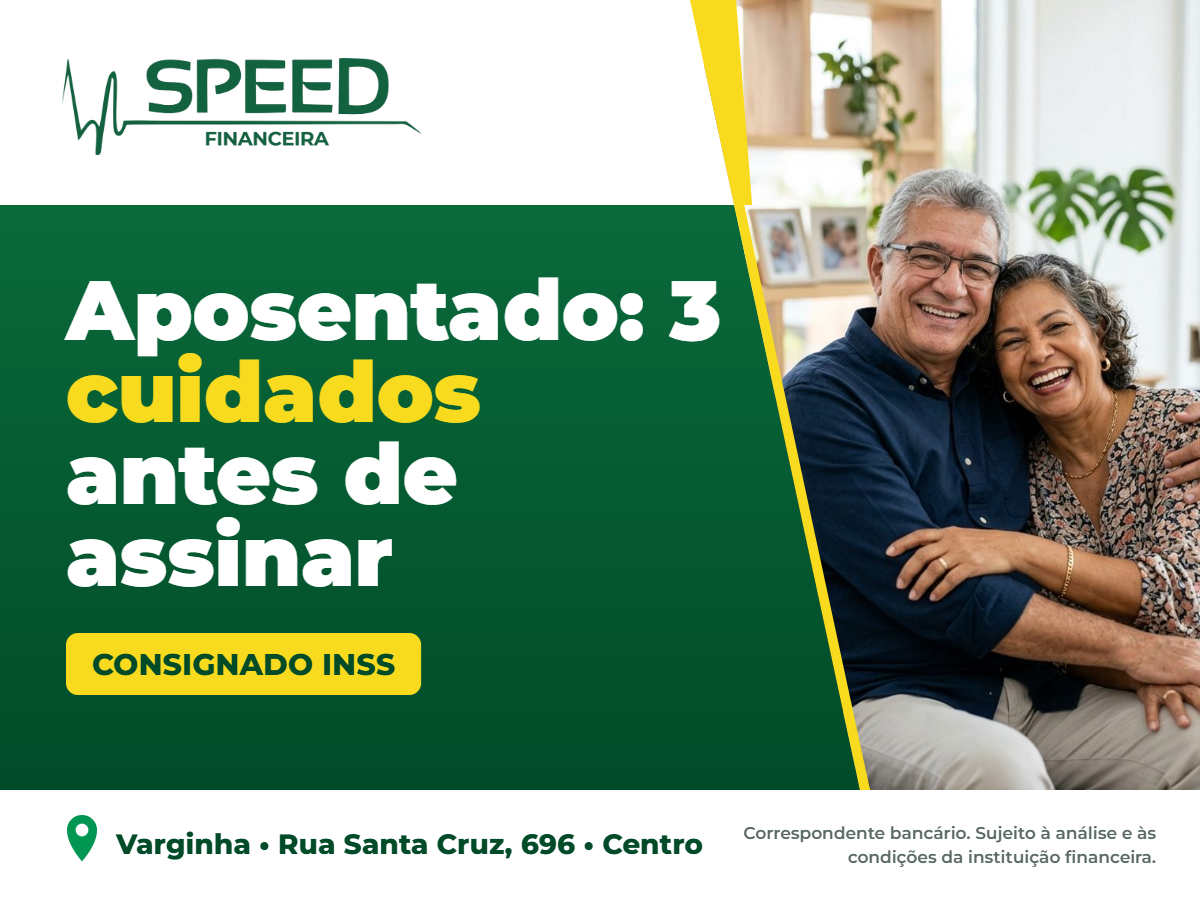 SPEED
FINANCEIRA
Aposentado: 3
cuidados
antes de
assinar
CONSIGNADO INSS
Varginha • Rua Santa Cruz, 696 • Centro
Correspondente bancário. Sujeito à análise e às
condições da instituição financeira.